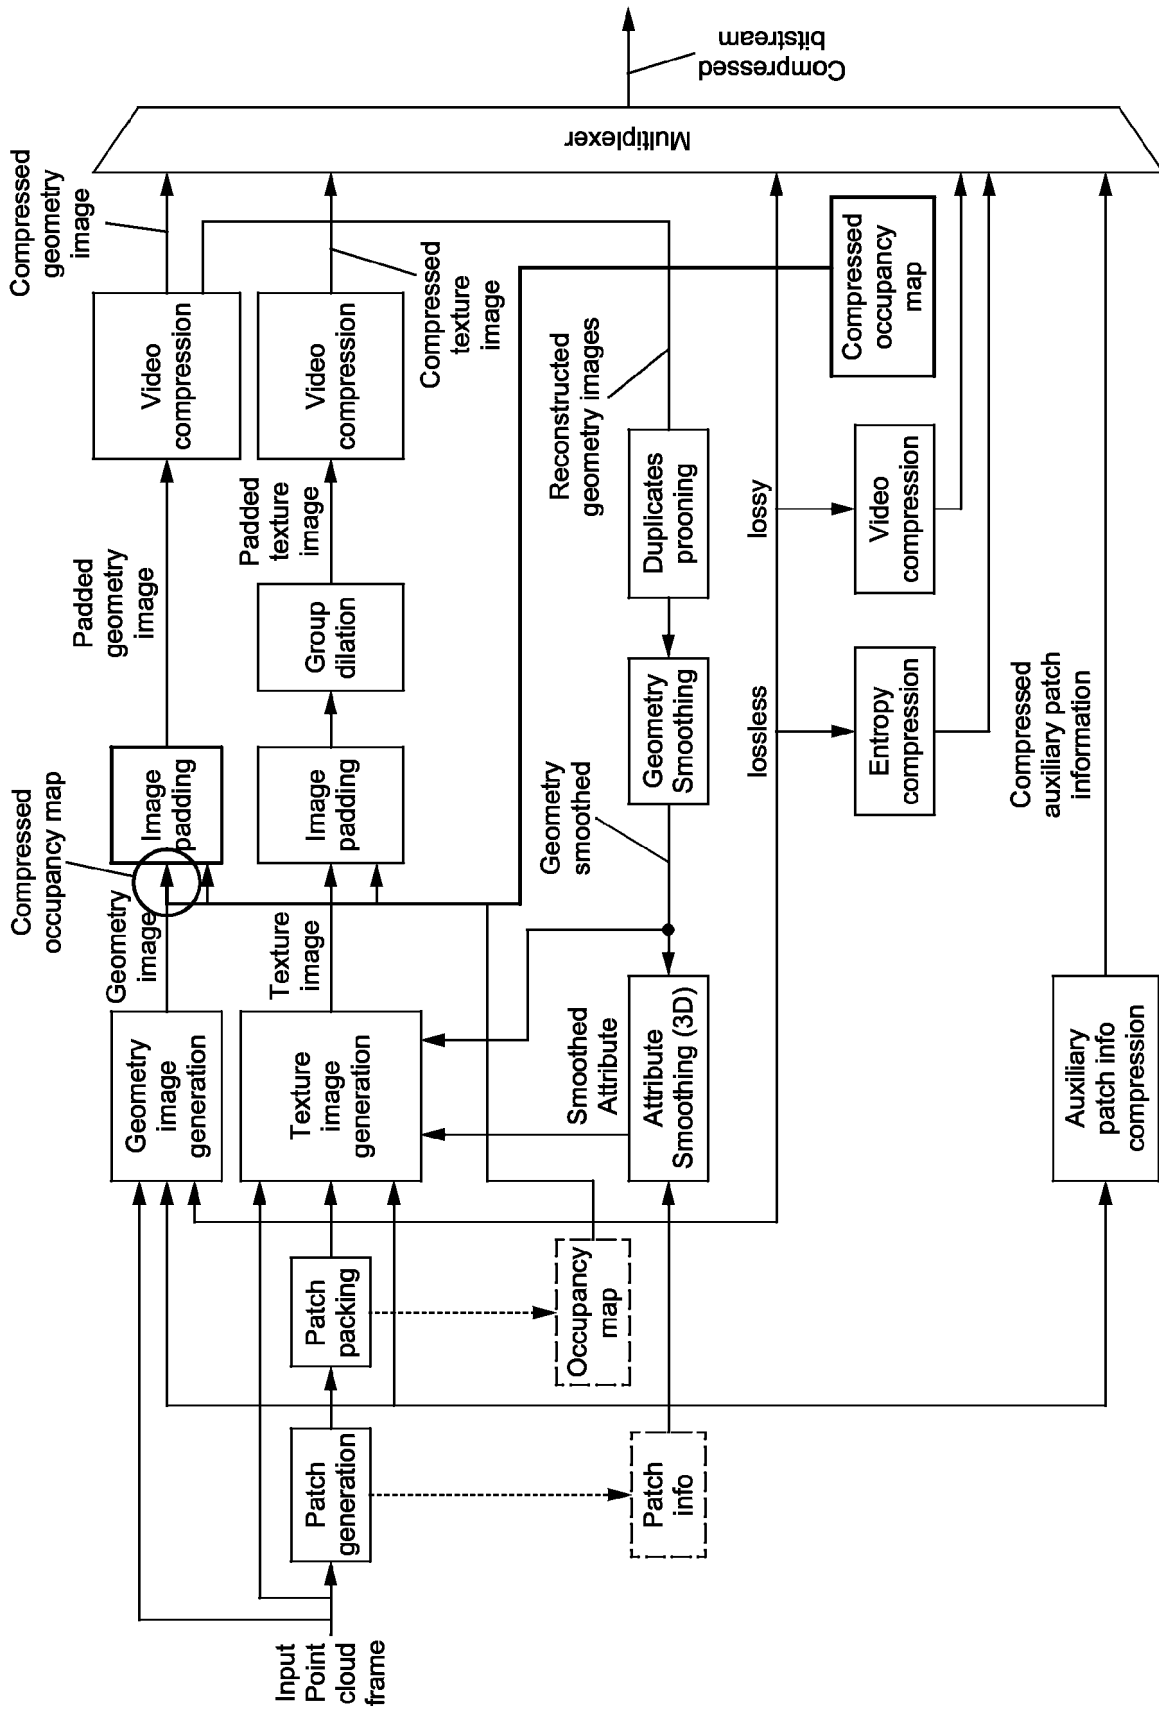 Input
Point
cloud
frame
Patch
generation
Patch
packing
Patch
info
Occupancy
map
Geometry
image
generation
Texture
image
generation
Smoothed
Attribute
Attribute
Smoothing (3D)
Auxiliary
patch info
compression
Geometry
image
Compressed
occupancy map
Texture
image
Image
padding
Image
padding
Group
dilation
Geometry
smoothed
Geometry
Smoothing
Duplicates
prooning
Reconstructed
geometry images
Padded
geometry
image
Padded
texture
image
Video
compression
Video
compression
Compressed
geometry
image
Compressed
texture
image
lossless
lossy
Entropy
compression
Video
compression
Compressed
occupancy
map
Compressed
auxiliary patch
information
Multiplexer
Compressed
bitstream